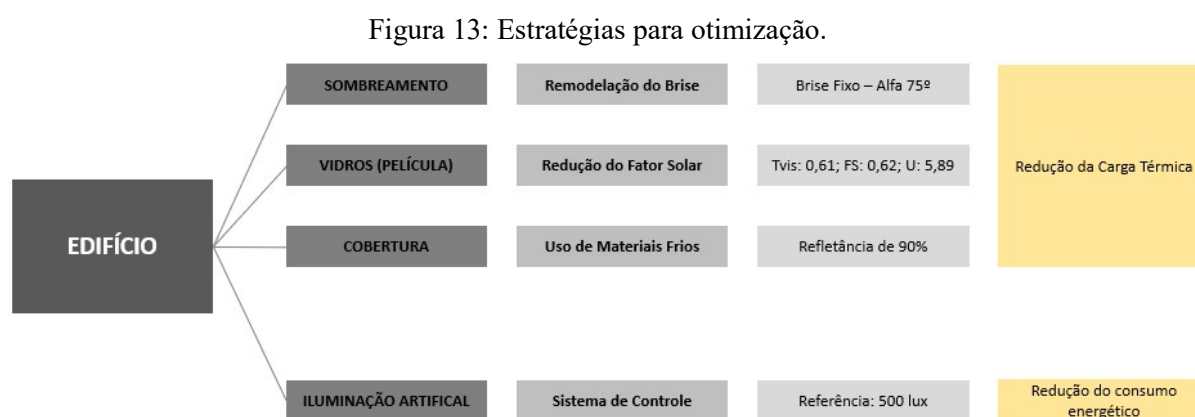 Figura 13: Estratégias para otimização.
EDIFÍCIO
SOMBREAMENTO
Remodelação do Brise
Brise Fixo – Alfa 75º
VIDROS (PELÍCULA)
Redução do Fator Solar
Tvis: 0,61; FS: 0,62; U: 5,89
COBERTURA
Uso de Materiais Frios
Refletância de 90%
Redução da Carga Térmica
ILUMINAÇÃO ARTIFICAL
Sistema de Controle
Referência: 500 lux
Redução do consumo
energético